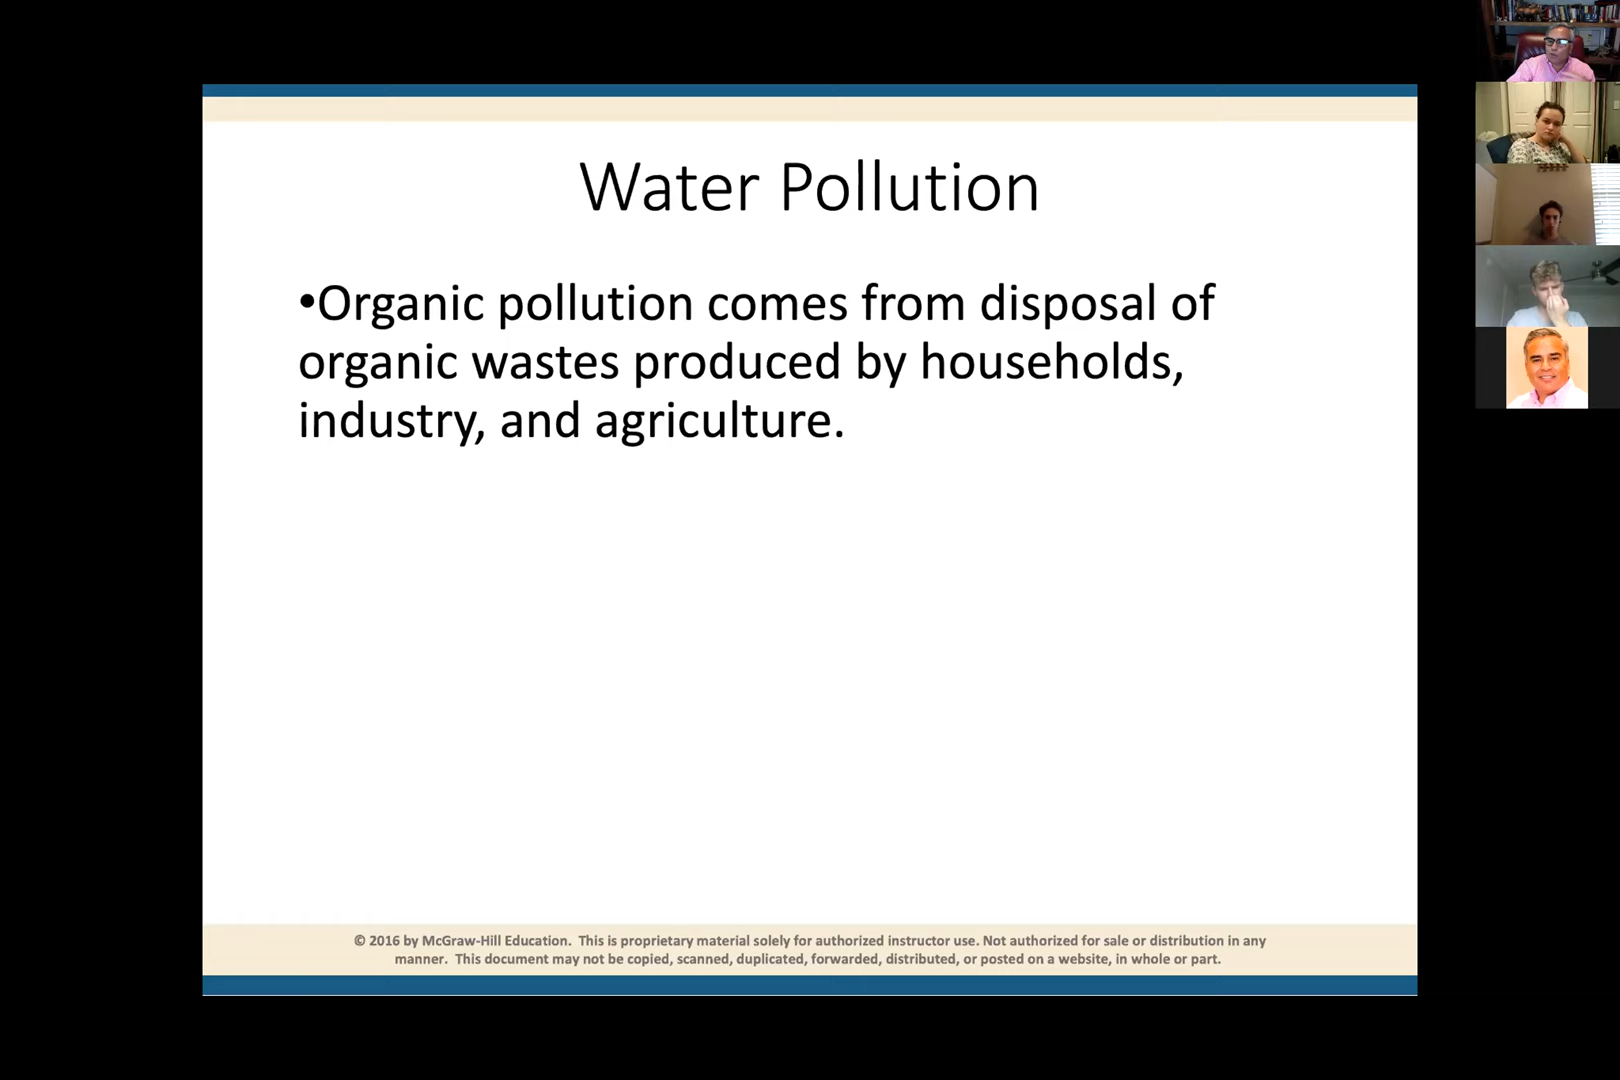 Water Pollution
•Organic pollution comes from disposal of
organic wastes produced by households,
industry, and agriculture.
© 2016 by McGraw-Hill Education.  This is proprietary material solely for authorized instructor use. Not authorized for sale or distribution in any
manner.  This document may not be copied, scanned, duplicated, forwarded, distributed, or posted on a website, in whole or part.